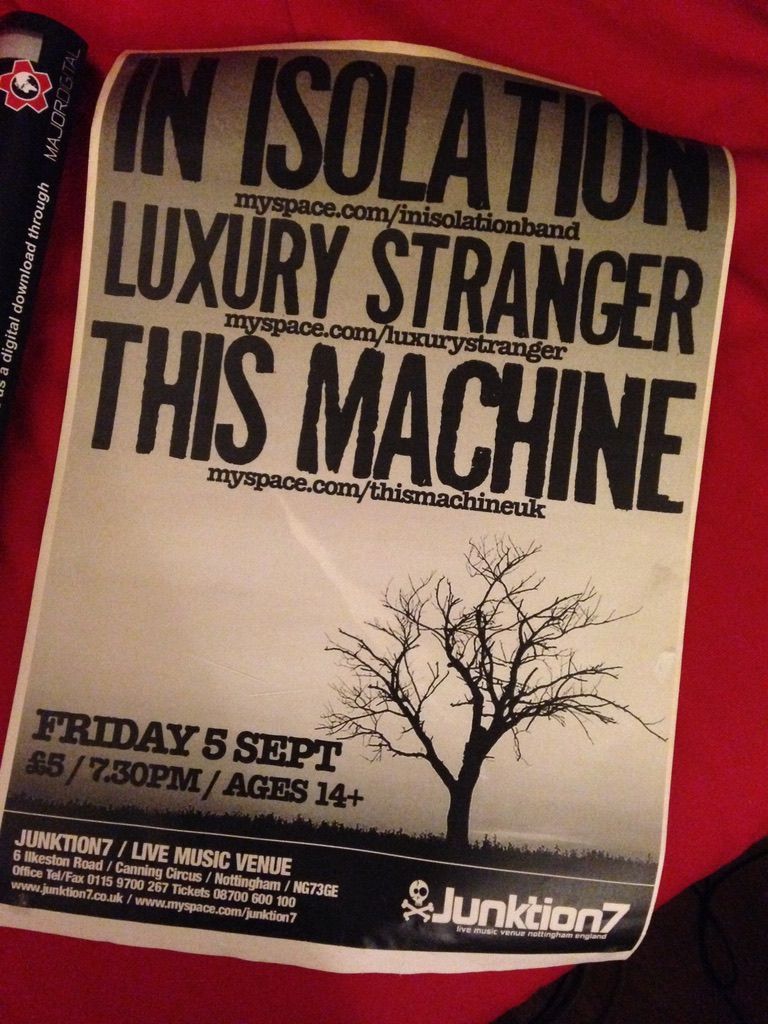 IN ISOLATION
myspace.com/inisolationband
LUXURY STRANGER
myspace.com/luxurystranger
THIS MACHINE
myspace.com/thismachineuk
FRIDAY 5 SEPT
£5 / 7.30PM / AGES 14+
JUNKTION7 / LIVE MUSIC VENUE
6 Ilkeston Road / Canning Circus / Nottingham / NG73GE
Office Tel/Fax 0115 9700 267 Tickets 08700 600 100
www.junktion7.co.uk / www.myspace.com/junktion7
Junktion7
live music venue nottingham england
MAJORDIGITAL
as a digital download through